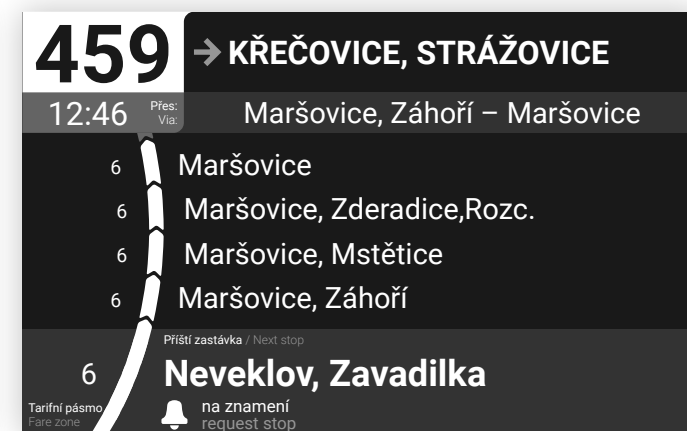 459 → KŘEČOVICE, STRÁŽOVICE
12:46 Přes: Via: Maršovice, Záhoří – Maršovice
6 Maršovice
6 Maršovice, Zderadice,Rozc.
6 Maršovice, Mstětice
6 Maršovice, Záhoří
Příští zastávka / Next stop
6 Neveklov, Zavadilka
Tarifní pásmo na znamení
Fare zone request stop